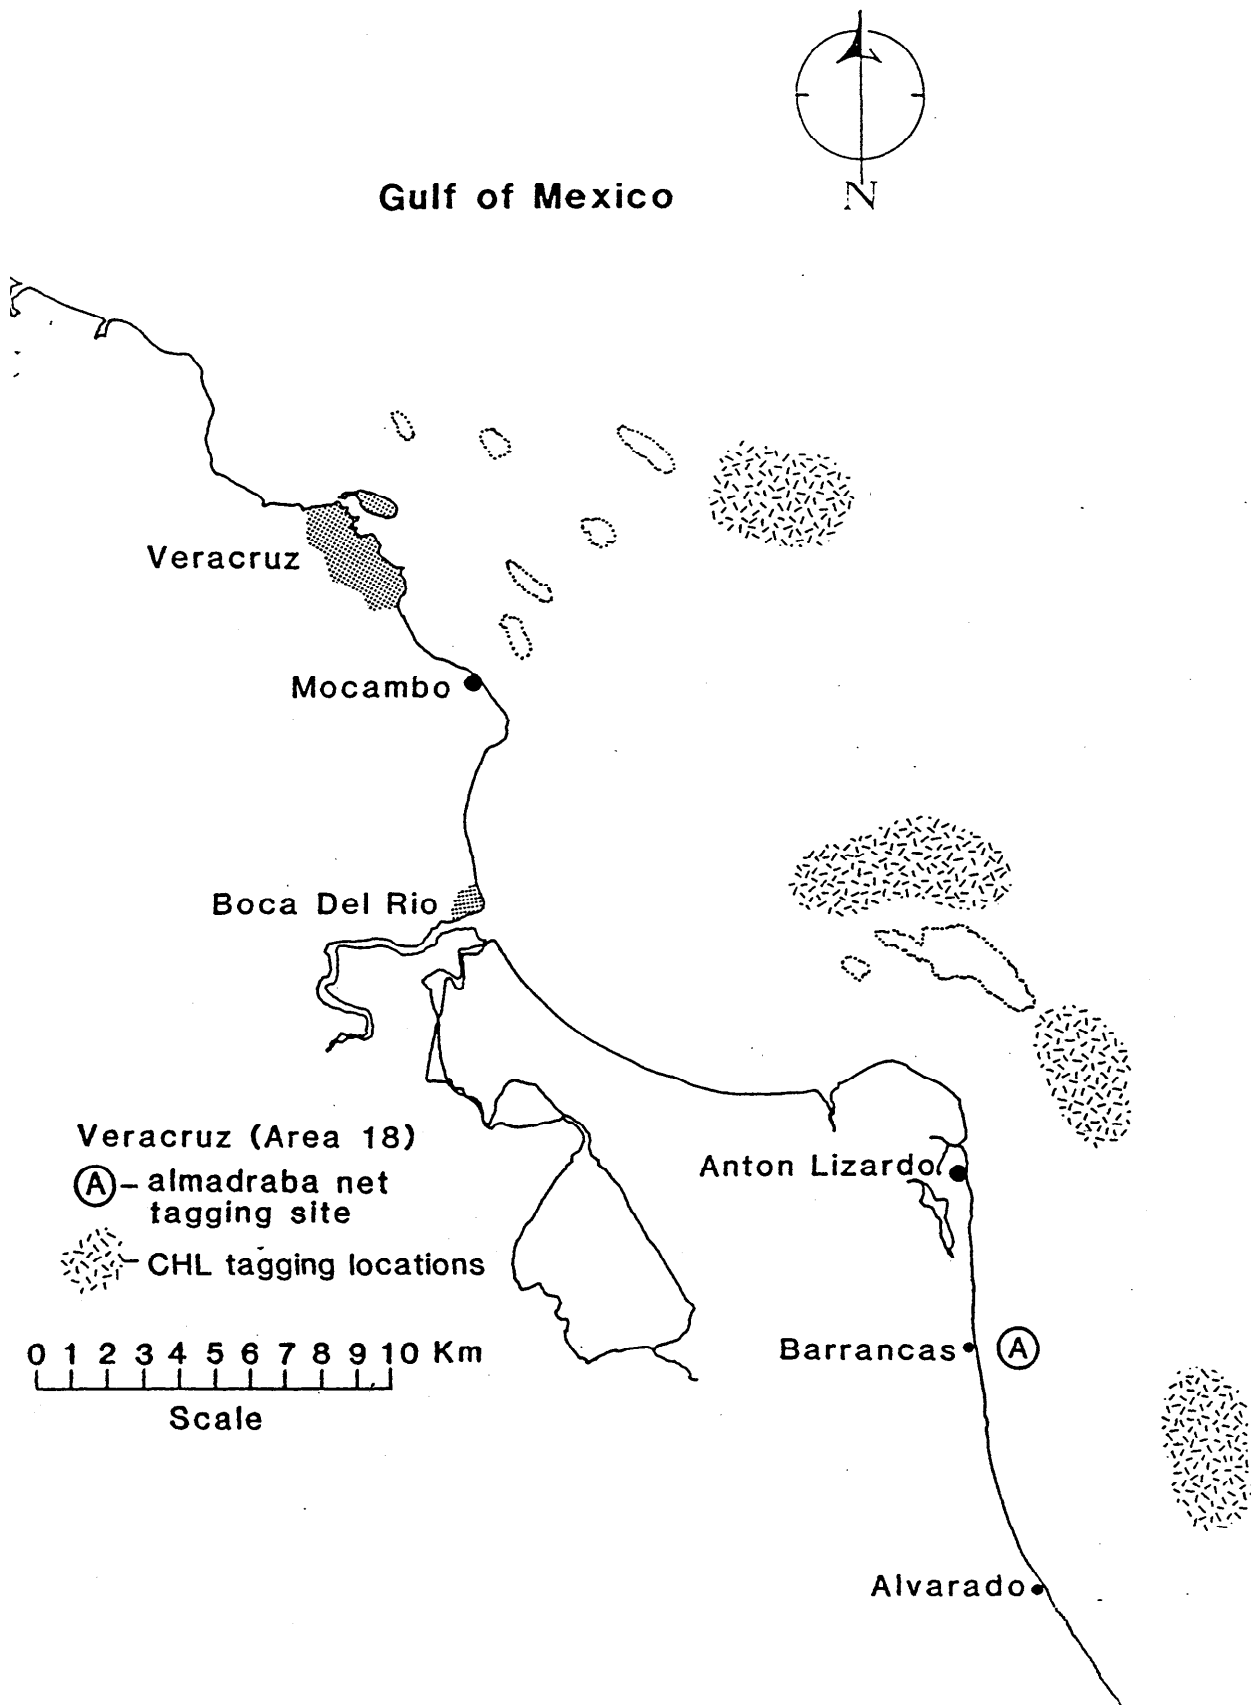 N
Gulf of Mexico
Veracruz
Mocambo
Boca Del Rio
Veracruz (Area 18)
A – almadraba net
tagging site
– CHL tagging locations
Anton Lizardo
Barrancas A
0 1 2 3 4 5 6 7 8 9 10 Km
Scale
Alvarado